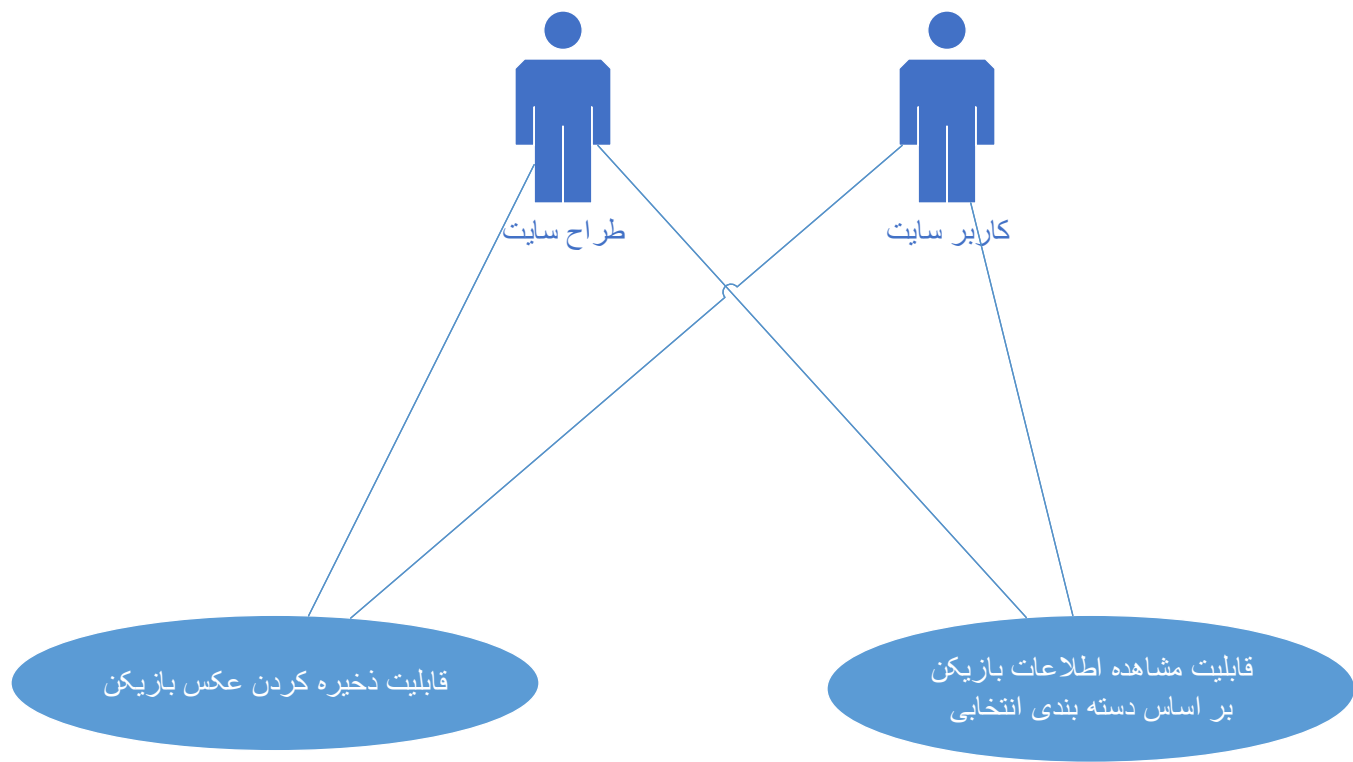 طراح سایت
کاربر سایت
قابلیت ذخیره کردن عکس بازیکن
قابلیت مشاهده اطلاعات بازیکن
بر اساس دسته بندی انتخابی